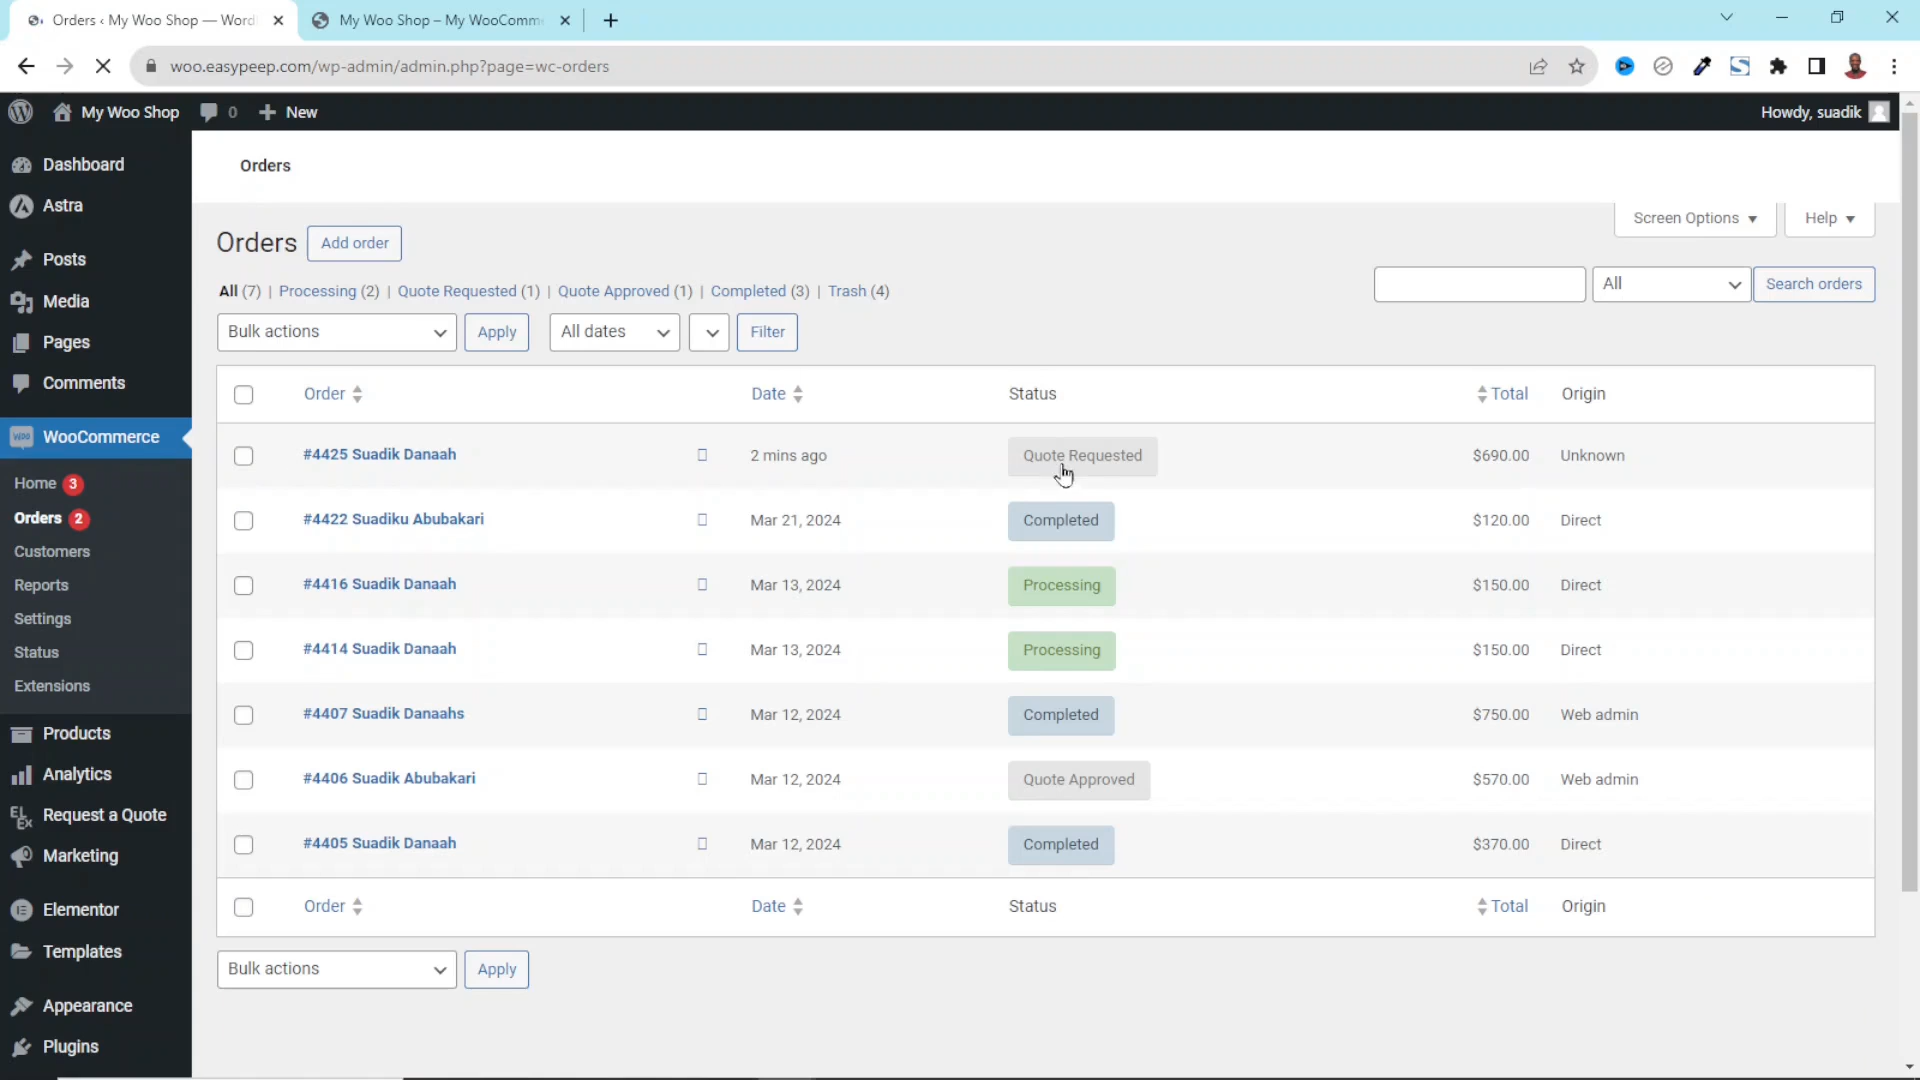 Orders ‹ My Woo Shop — Word
My Woo Shop – My WooComme
woo.easypeep.com/wp-admin/admin.php?page=wc-orders
My Woo Shop 0 New
Howdy, suadik
Dashboard
Astra
Posts
Media
Pages
Comments
WooCommerce
Home 3
Orders 2
Customers
Reports
Settings
Status
Extensions
Products
Analytics
Request a Quote
Marketing
Elementor
Templates
Appearance
Plugins
Orders
Screen Options Help
Orders Add order
All (7) | Processing (2) | Quote Requested (1) | Quote Approved (1) | Completed (3) | Trash (4)
All Search orders
Bulk actions Apply All dates Filter
Order Date Status Total Origin
#4425 Suadik Danaah 2 mins ago Quote Requested $690.00 Unknown
#4422 Suadiku Abubakari Mar 21, 2024 Completed $120.00 Direct
#4416 Suadik Danaah Mar 13, 2024 Processing $150.00 Direct
#4414 Suadik Danaah Mar 13, 2024 Processing $150.00 Direct
#4407 Suadik Danaahs Mar 12, 2024 Completed $750.00 Web admin
#4406 Suadik Abubakari Mar 12, 2024 Quote Approved $570.00 Web admin
#4405 Suadik Danaah Mar 12, 2024 Completed $370.00 Direct
Order Date Status Total Origin
Bulk actions Apply